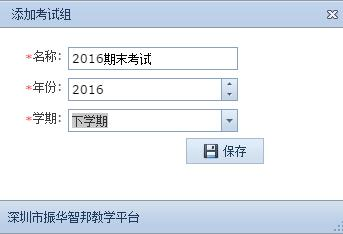 添加考试组
*名称: 2016期末考试
*年份: 2016
*学期: 下学期
保存
深圳市振华智邦教学平台